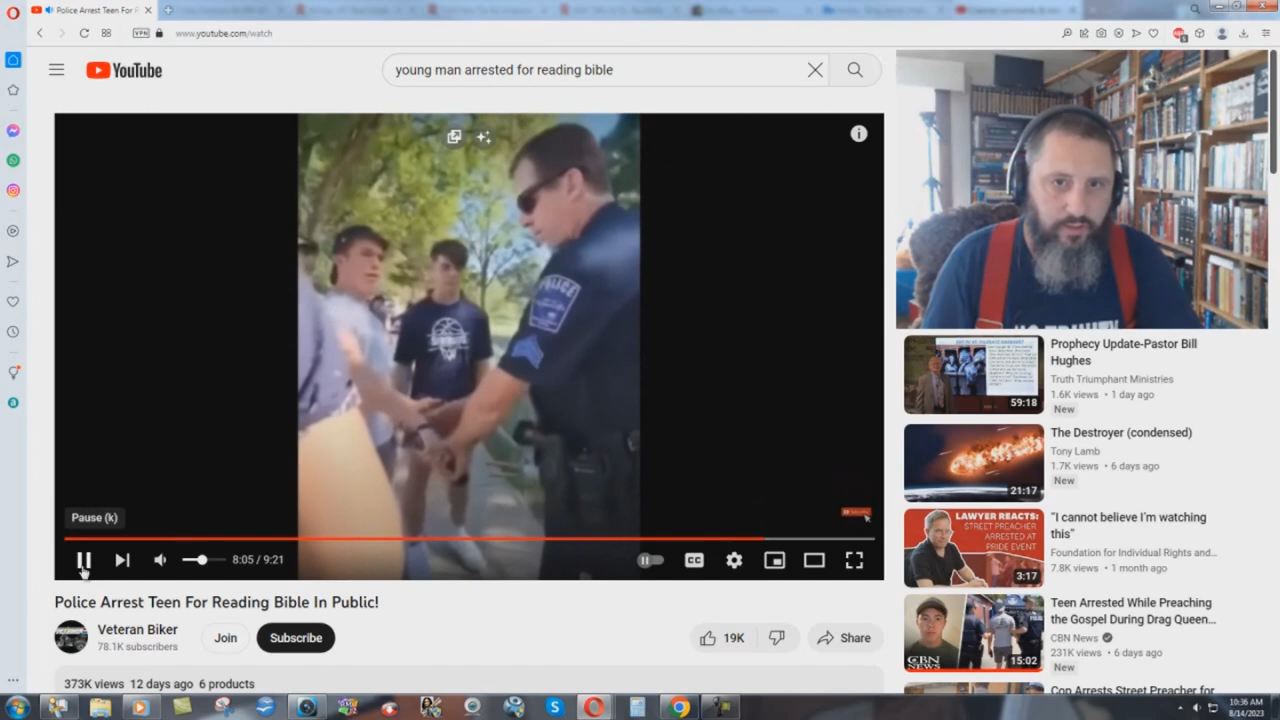 Police Arrest Teen For R
VPN
www.youtube.com/watch
YouTube
young man arrested for reading bible
POLICE
Pause (k)
8:05 / 9:21
CC
Police Arrest Teen For Reading Bible In Public!
Veteran Biker
78.1K subscribers
Join
Subscribe
19K
Share
373K views 12 days ago 6 products
NO TRINITY
59:18
Prophecy Update-Pastor Bill
Hughes
Truth Triumphant Ministries
1.6K views • 1 day ago
New
21:17
The Destroyer (condensed)
Tony Lamb
1.7K views • 6 days ago
New
LAWYER REACTS:
STREET PREACHER
ARRESTED AT
PRIDE EVENT
3:17
"I cannot believe I'm watching
this"
Foundation for Individual Rights and...
7.8K views • 1 month ago
CBN
NEWS
15:02
Teen Arrested While Preaching
the Gospel During Drag Queen...
CBN News
231K views • 6 days ago
New
Cop Arrests Street Preacher for
10:36 AM
8/14/2023